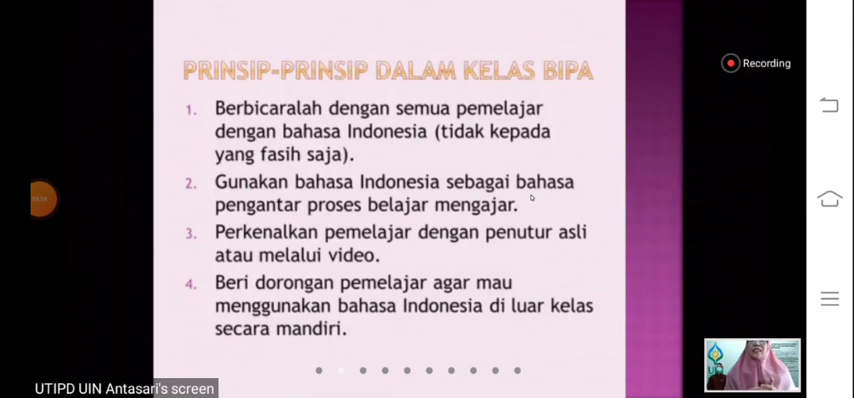 PRINSIP-PRINSIP DALAM KELAS BIPA
Recording
1. Berbicaralah dengan semua pemelajar
dengan bahasa Indonesia (tidak kepada
yang fasih saja).
2. Gunakan bahasa Indonesia sebagai bahasa
pengantar proses belajar mengajar.
3. Perkenalkan pemelajar dengan penutur asli
atau melalui video.
4. Beri dorongan pemelajar agar mau
menggunakan bahasa Indonesia di luar kelas
secara mandiri.
UTIPD UIN Antasari's screen